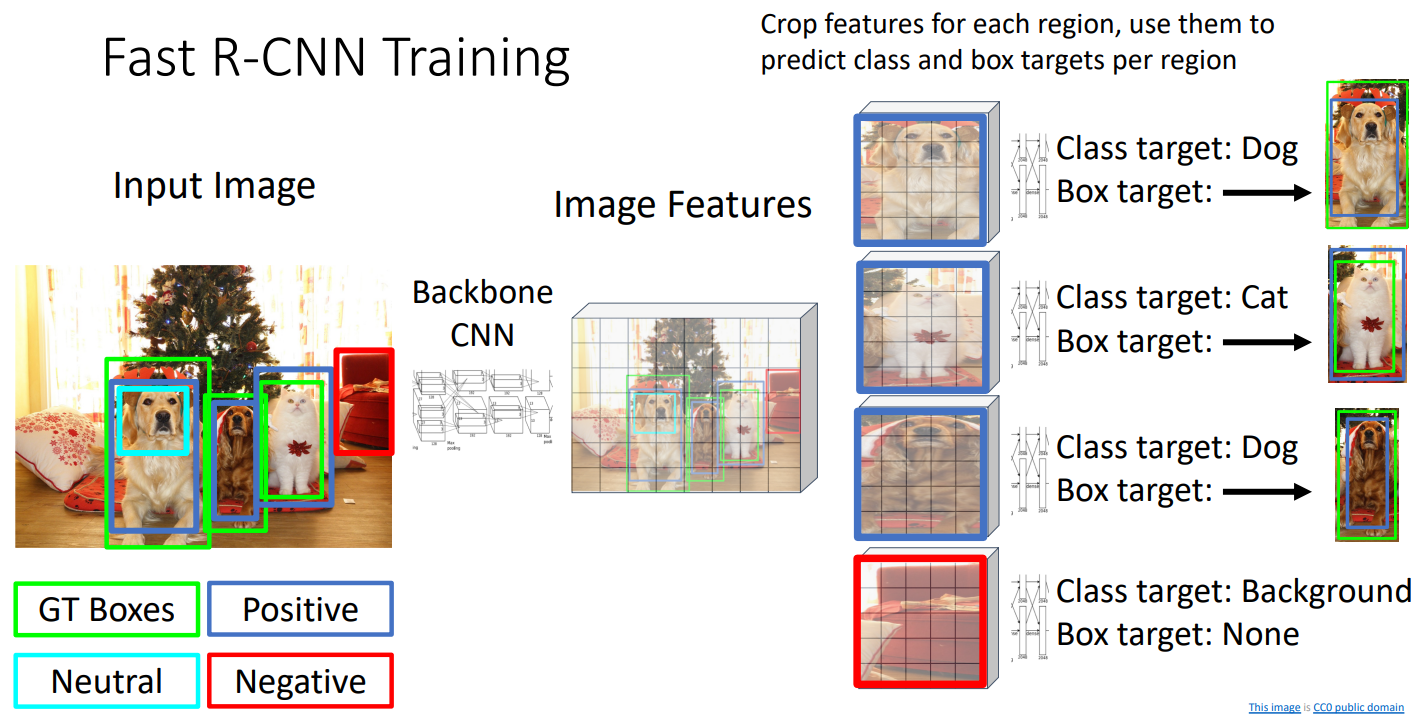 Fast R-CNN Training
Crop features for each region, use them to
predict class and box targets per region
Input Image
Backbone
CNN
Image Features
Class target: Dog
Box target:
Class target: Cat
Box target:
Class target: Dog
Box target:
Class target: Background
Box target: None
GT Boxes
Positive
Neutral
Negative
This image is CC0 public domain